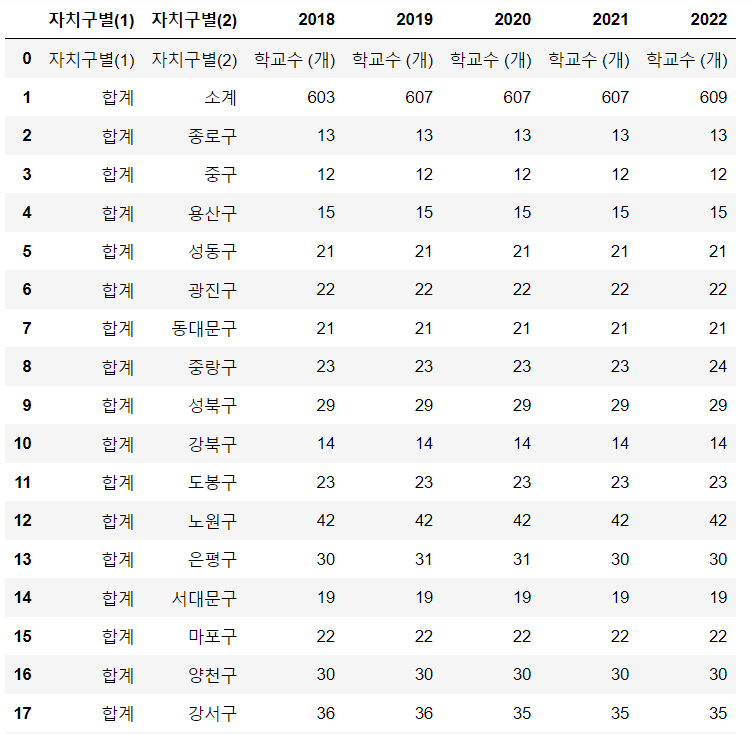 자치구별(1) 자치구별(2) 2018 2019 2020 2021 2022
0 자치구별(1) 자치구별(2) 학교수 (개) 학교수 (개) 학교수 (개) 학교수 (개) 학교수 (개)
1 합계 소계 603 607 607 607 609
2 합계 종로구 13 13 13 13 13
3 합계 중구 12 12 12 12 12
4 합계 용산구 15 15 15 15 15
5 합계 성동구 21 21 21 21 21
6 합계 광진구 22 22 22 22 22
7 합계 동대문구 21 21 21 21 21
8 합계 중랑구 23 23 23 23 24
9 합계 성북구 29 29 29 29 29
10 합계 강북구 14 14 14 14 14
11 합계 도봉구 23 23 23 23 23
12 합계 노원구 42 42 42 42 42
13 합계 은평구 30 31 31 30 30
14 합계 서대문구 19 19 19 19 19
15 합계 마포구 22 22 22 22 22
16 합계 양천구 30 30 30 30 30
17 합계 강서구 36 36 35 35 35